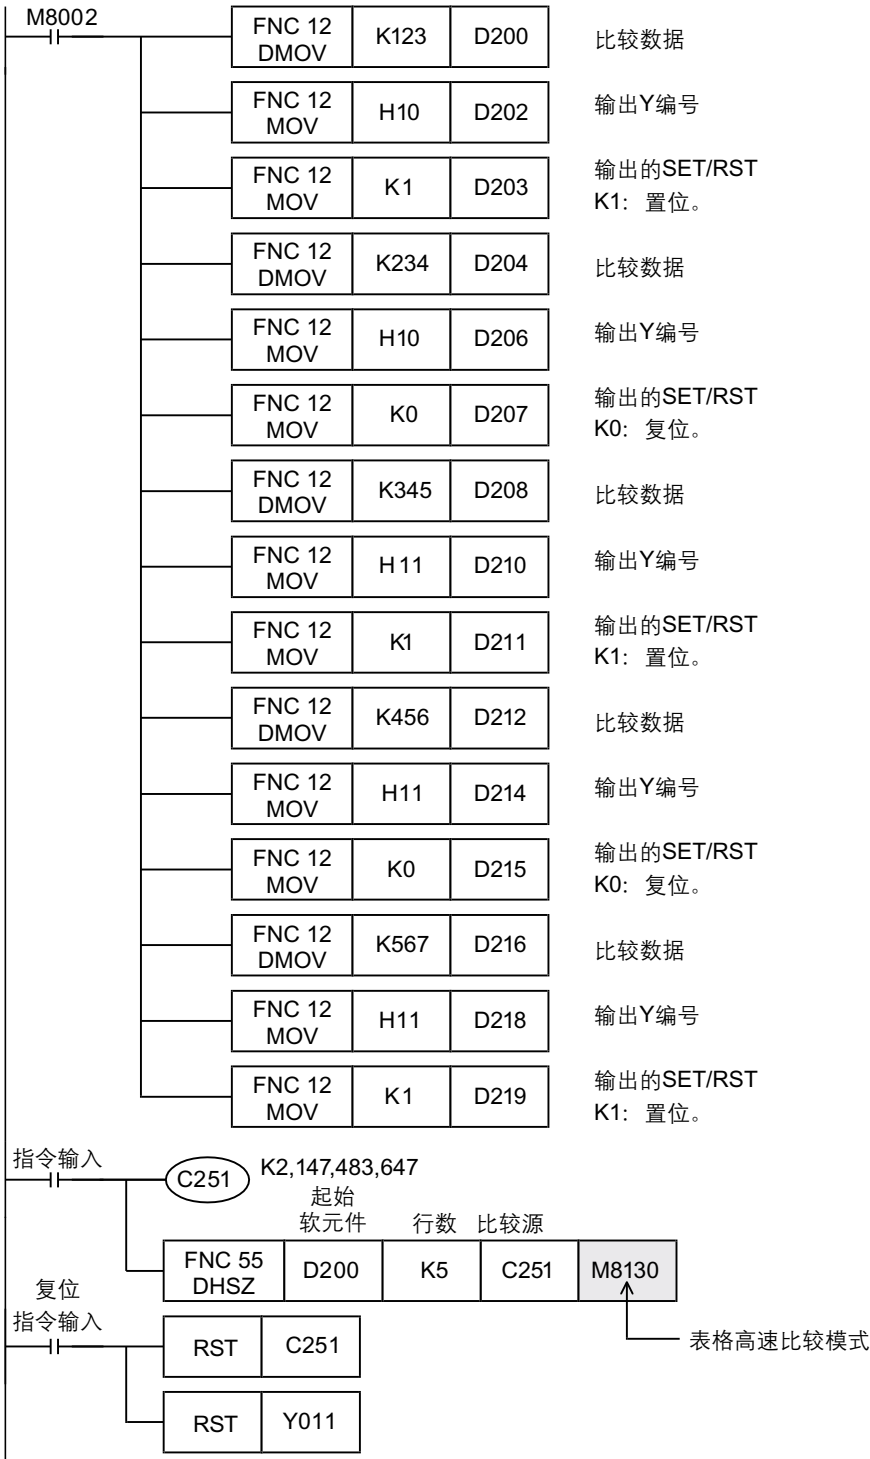 M8002
FNC 12
DMOV
K123
D200
比较数据
FNC 12
MOV
H10
D202
输出Y编号
FNC 12
MOV
K1
D203
输出的SET/RST
K1：置位。
FNC 12
DMOV
K234
D204
比较数据
FNC 12
MOV
H10
D206
输出Y编号
FNC 12
MOV
K0
D207
输出的SET/RST
K0：复位。
FNC 12
DMOV
K345
D208
比较数据
FNC 12
MOV
H11
D210
输出Y编号
FNC 12
MOV
K1
D211
输出的SET/RST
K1：置位。
FNC 12
DMOV
K456
D212
比较数据
FNC 12
MOV
H11
D214
输出Y编号
FNC 12
MOV
K0
D215
输出的SET/RST
K0：复位。
FNC 12
DMOV
K567
D216
比较数据
FNC 12
MOV
H11
D218
输出Y编号
FNC 12
MOV
K1
D219
输出的SET/RST
K1：置位。
指令输入
C251
K2,147,483,647
起始
软元件
行数
比较源
FNC 55
DHSZ
D200
K5
C251
M8130
表格高速比较模式
复位
指令输入
RST
C251
RST
Y011